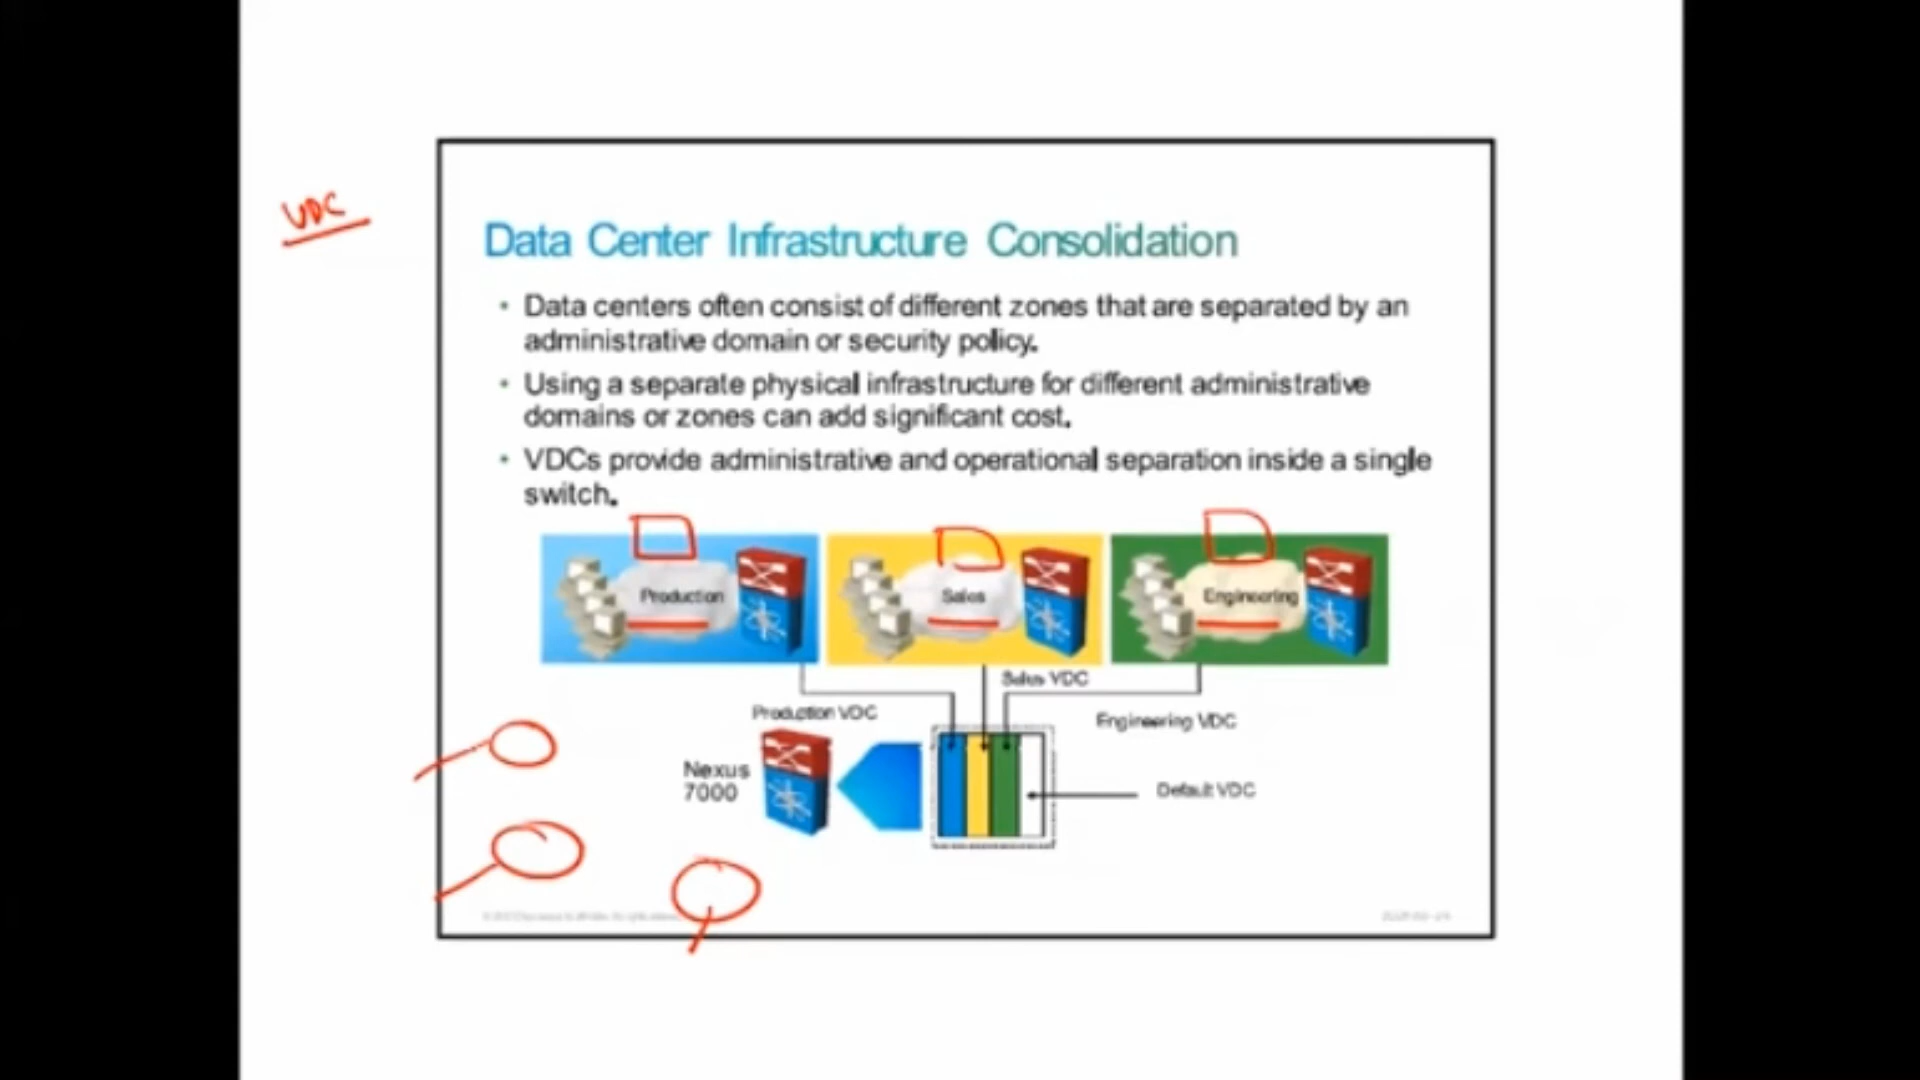 VDC
Data Center Infrastructure Consolidation
• Data centers often consist of different zones that are separated by an
administrative domain or security policy.
• Using a separate physical infrastructure for different administrative
domains or zones can add significant cost.
• VDCs provide administrative and operational separation inside a single
switch.
Production
Sales
Engineering
Sales VDC
Production VDC
Engineering VDC
Nexus
7000
Default VDC